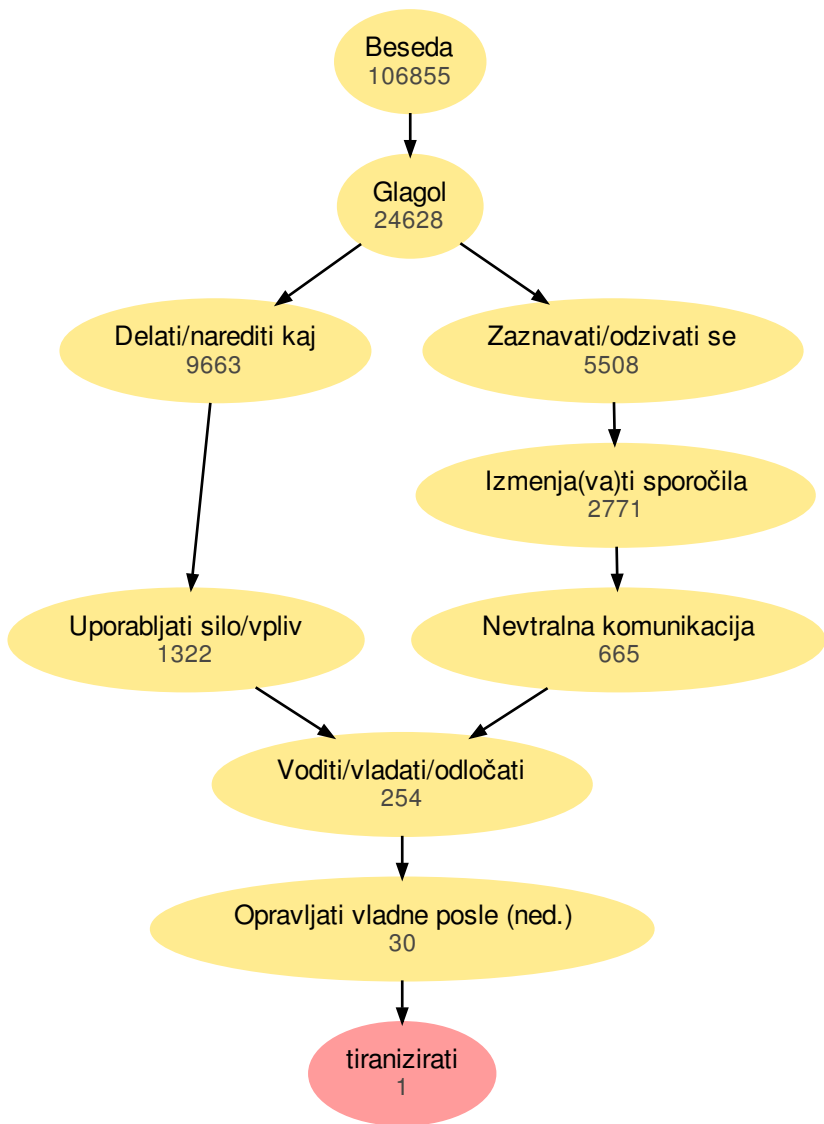 Beseda
106855
Glagol
24628
Delati/narediti kaj
9663
Zaznavati/odzivati se
5508
Izmenja(va)ti sporočila
2771
Uporabljati silo/vpliv
1322
Nevtralna komunikacija
665
Voditi/vladati/odločati
254
Opravljati vladne posle (ned.)
30
tiranizirati
1